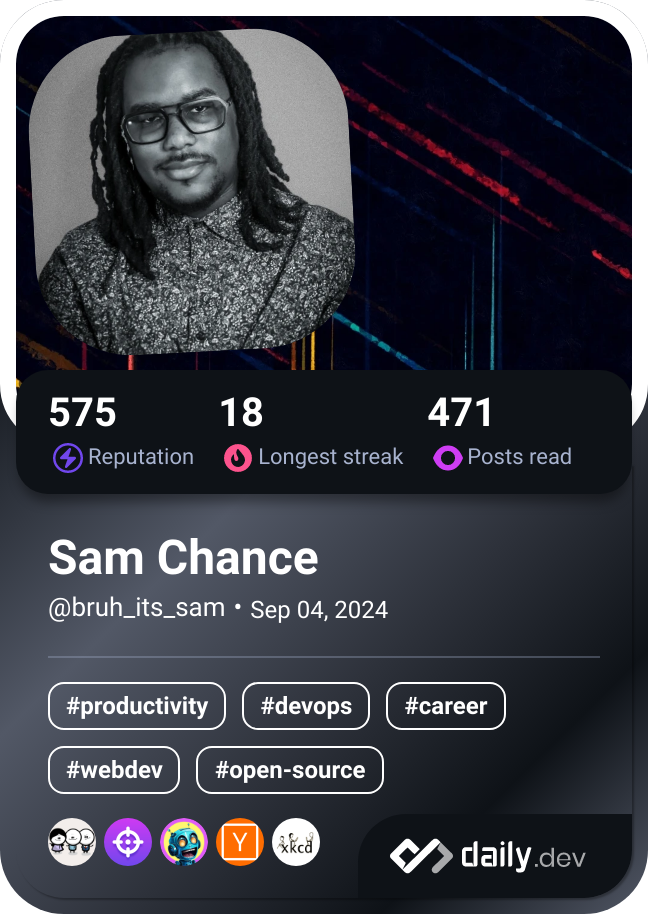 575 18 471
Reputation Longest streak Posts read
Sam Chance
@bruh_its_sam • Sep 04, 2024
#productivity #devops #career
#webdev #open-source
Y xkcd
daily.dev